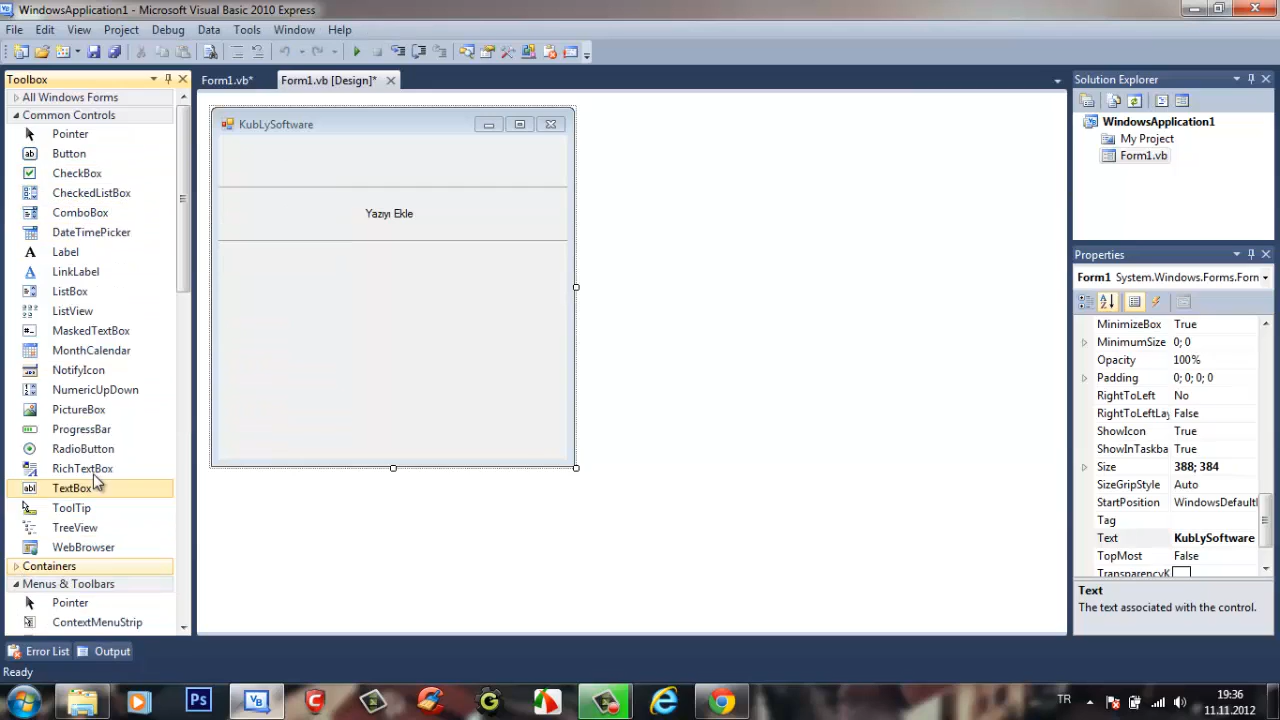 WindowsApplication1 - Microsoft Visual Basic 2010 Express
File Edit View Project Debug Data Tools Window Help
Toolbox
Form1.vb*
Form1.vb [Design]*
All Windows Forms
Common Controls
Pointer
Button
CheckBox
CheckedListBox
ComboBox
DateTimePicker
Label
LinkLabel
ListBox
ListView
MaskedTextBox
MonthCalendar
NotifyIcon
NumericUpDown
PictureBox
ProgressBar
RadioButton
RichTextBox
TextBox
ToolTip
TreeView
WebBrowser
Containers
Menus & Toolbars
Pointer
ContextMenuStrip
KubLySoftware
Yazıyı Ekle
Solution Explorer
WindowsApplication1
My Project
Form1.vb
Properties
Form1 System.Windows.Forms.Forn
MinimizeBox True
MinimumSize 0; 0
Opacity 100%
Padding 0; 0; 0; 0
RightToLeft No
RightToLeftLay False
ShowIcon True
ShowInTaskba True
Size 388; 384
SizeGripStyle Auto
StartPosition WindowsDefaultL
Tag
Text KubLySoftware
TopMost False
TransparencyK
Text
The text associated with the control.
Error List Output
Ready
Ps
TR
19:36
11.11.2012